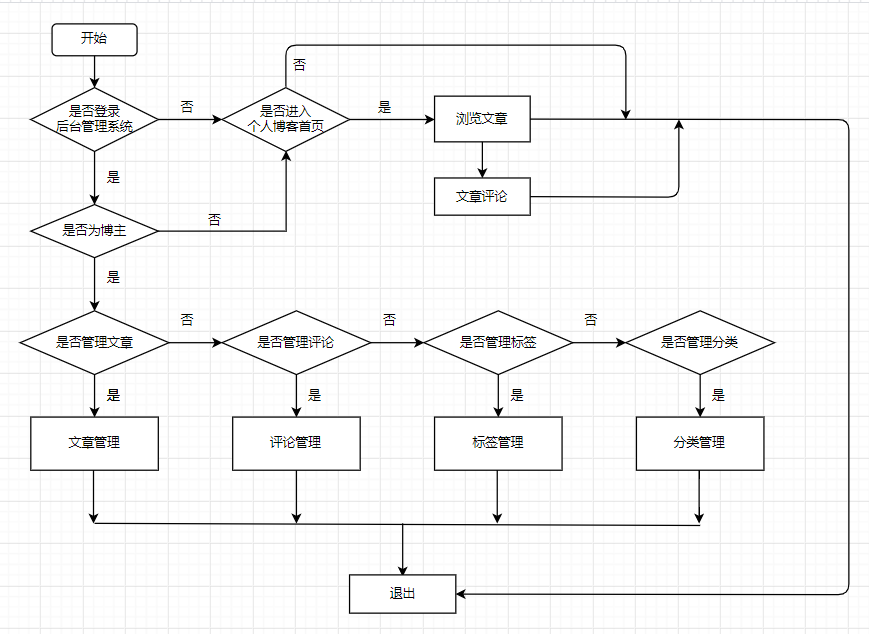 开始
否
是否登录
后台管理系统
否
是否进入
个人博客首页
是
浏览文章
是
文章评论
是否为博主
否
是
否
否
否
是否管理文章
是否管理评论
是否管理标签
是否管理分类
是
是
是
是
文章管理
评论管理
标签管理
分类管理
退出